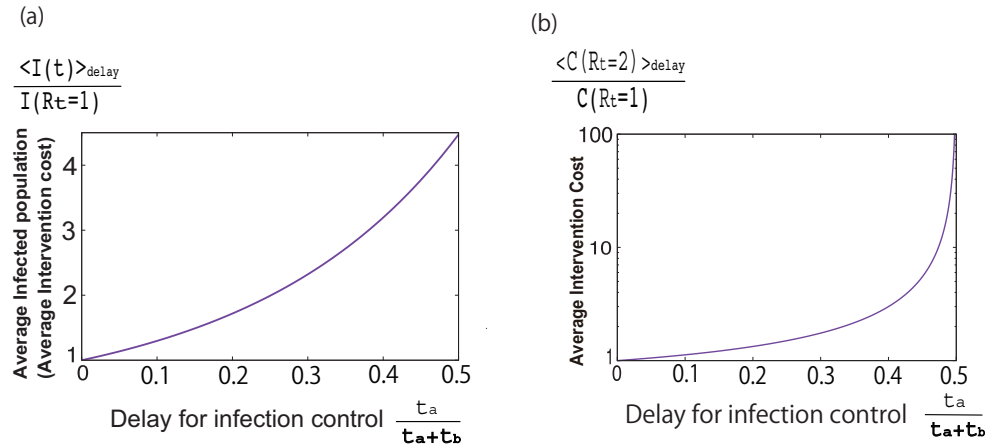 (a)
<I(t)>delay
I(Rt=1)
Average Infected population
(Average Intervention cost)
4
3
2
1
0 0.1 0.2 0.3 0.4 0.5
Delay for infection control ta
ta+tb
(b)
<C(Rt=2)>delay
C(Rt=1)
Average Intervention Cost
100
10
1
0 0.1 0.2 0.3 0.4 0.5
Delay for infection control ta
ta+tb